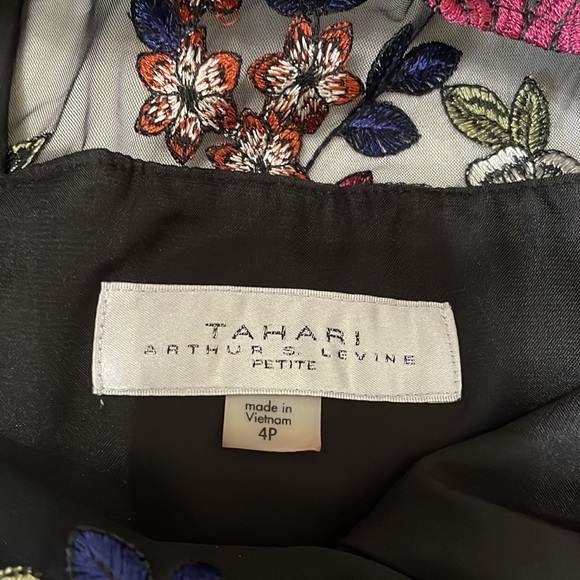 TAHARI
ARTHUR S. LEVINE
PETITE
made in
Vietnam
4P